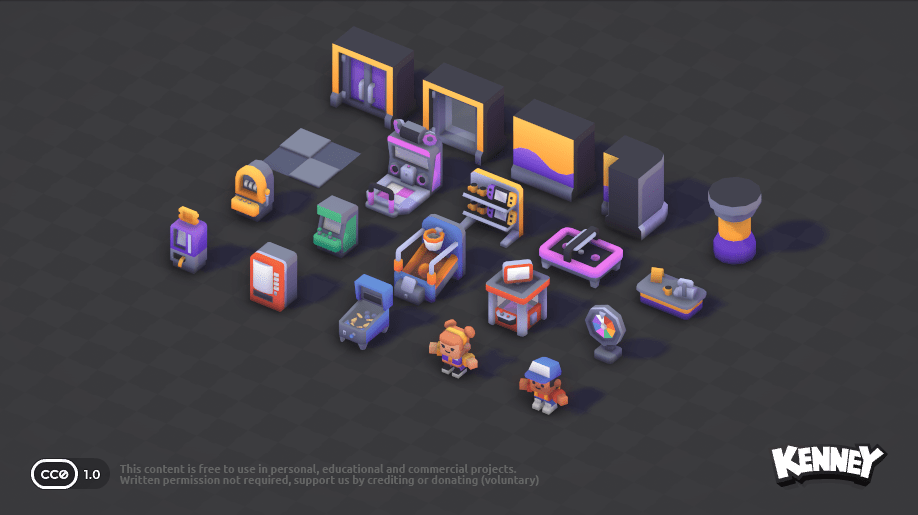 CC0 1.0
This content is free to use in personal, educational and commercial projects.
Written permission not required, support us by crediting or donating (voluntary)
KENNEY